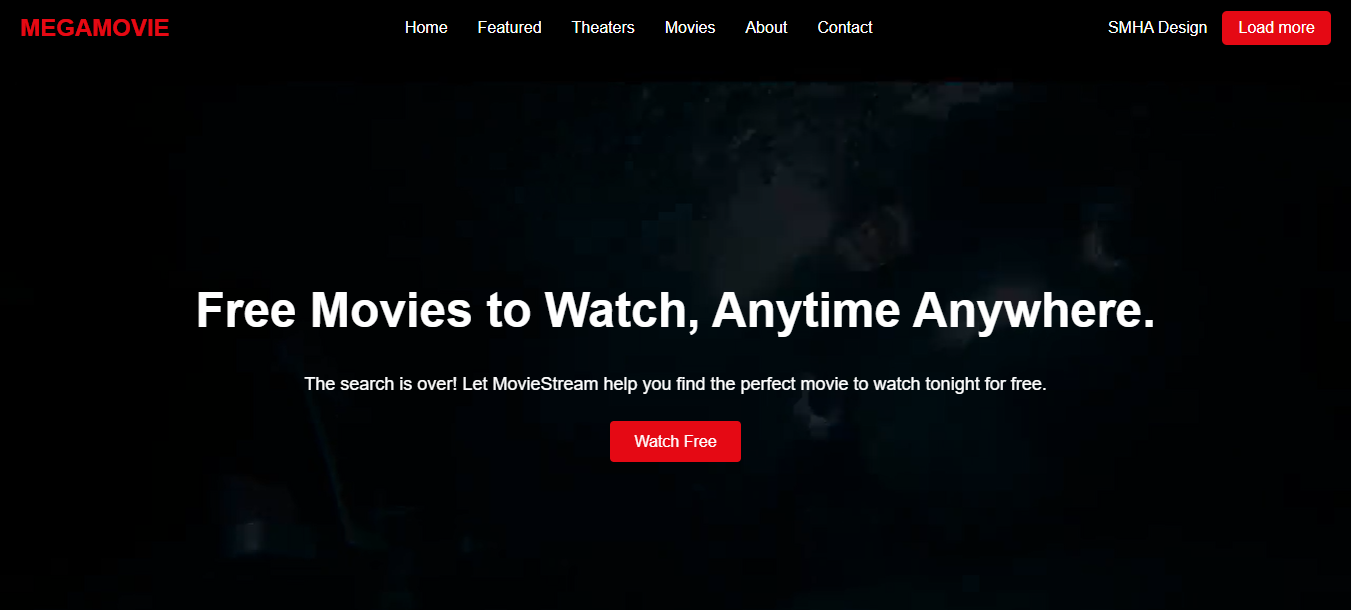 MEGAMOVIE Home Featured Theaters Movies About Contact SMHA Design Load more
Free Movies to Watch, Anytime Anywhere.
The search is over! Let MovieStream help you find the perfect movie to watch tonight for free.
Watch Free